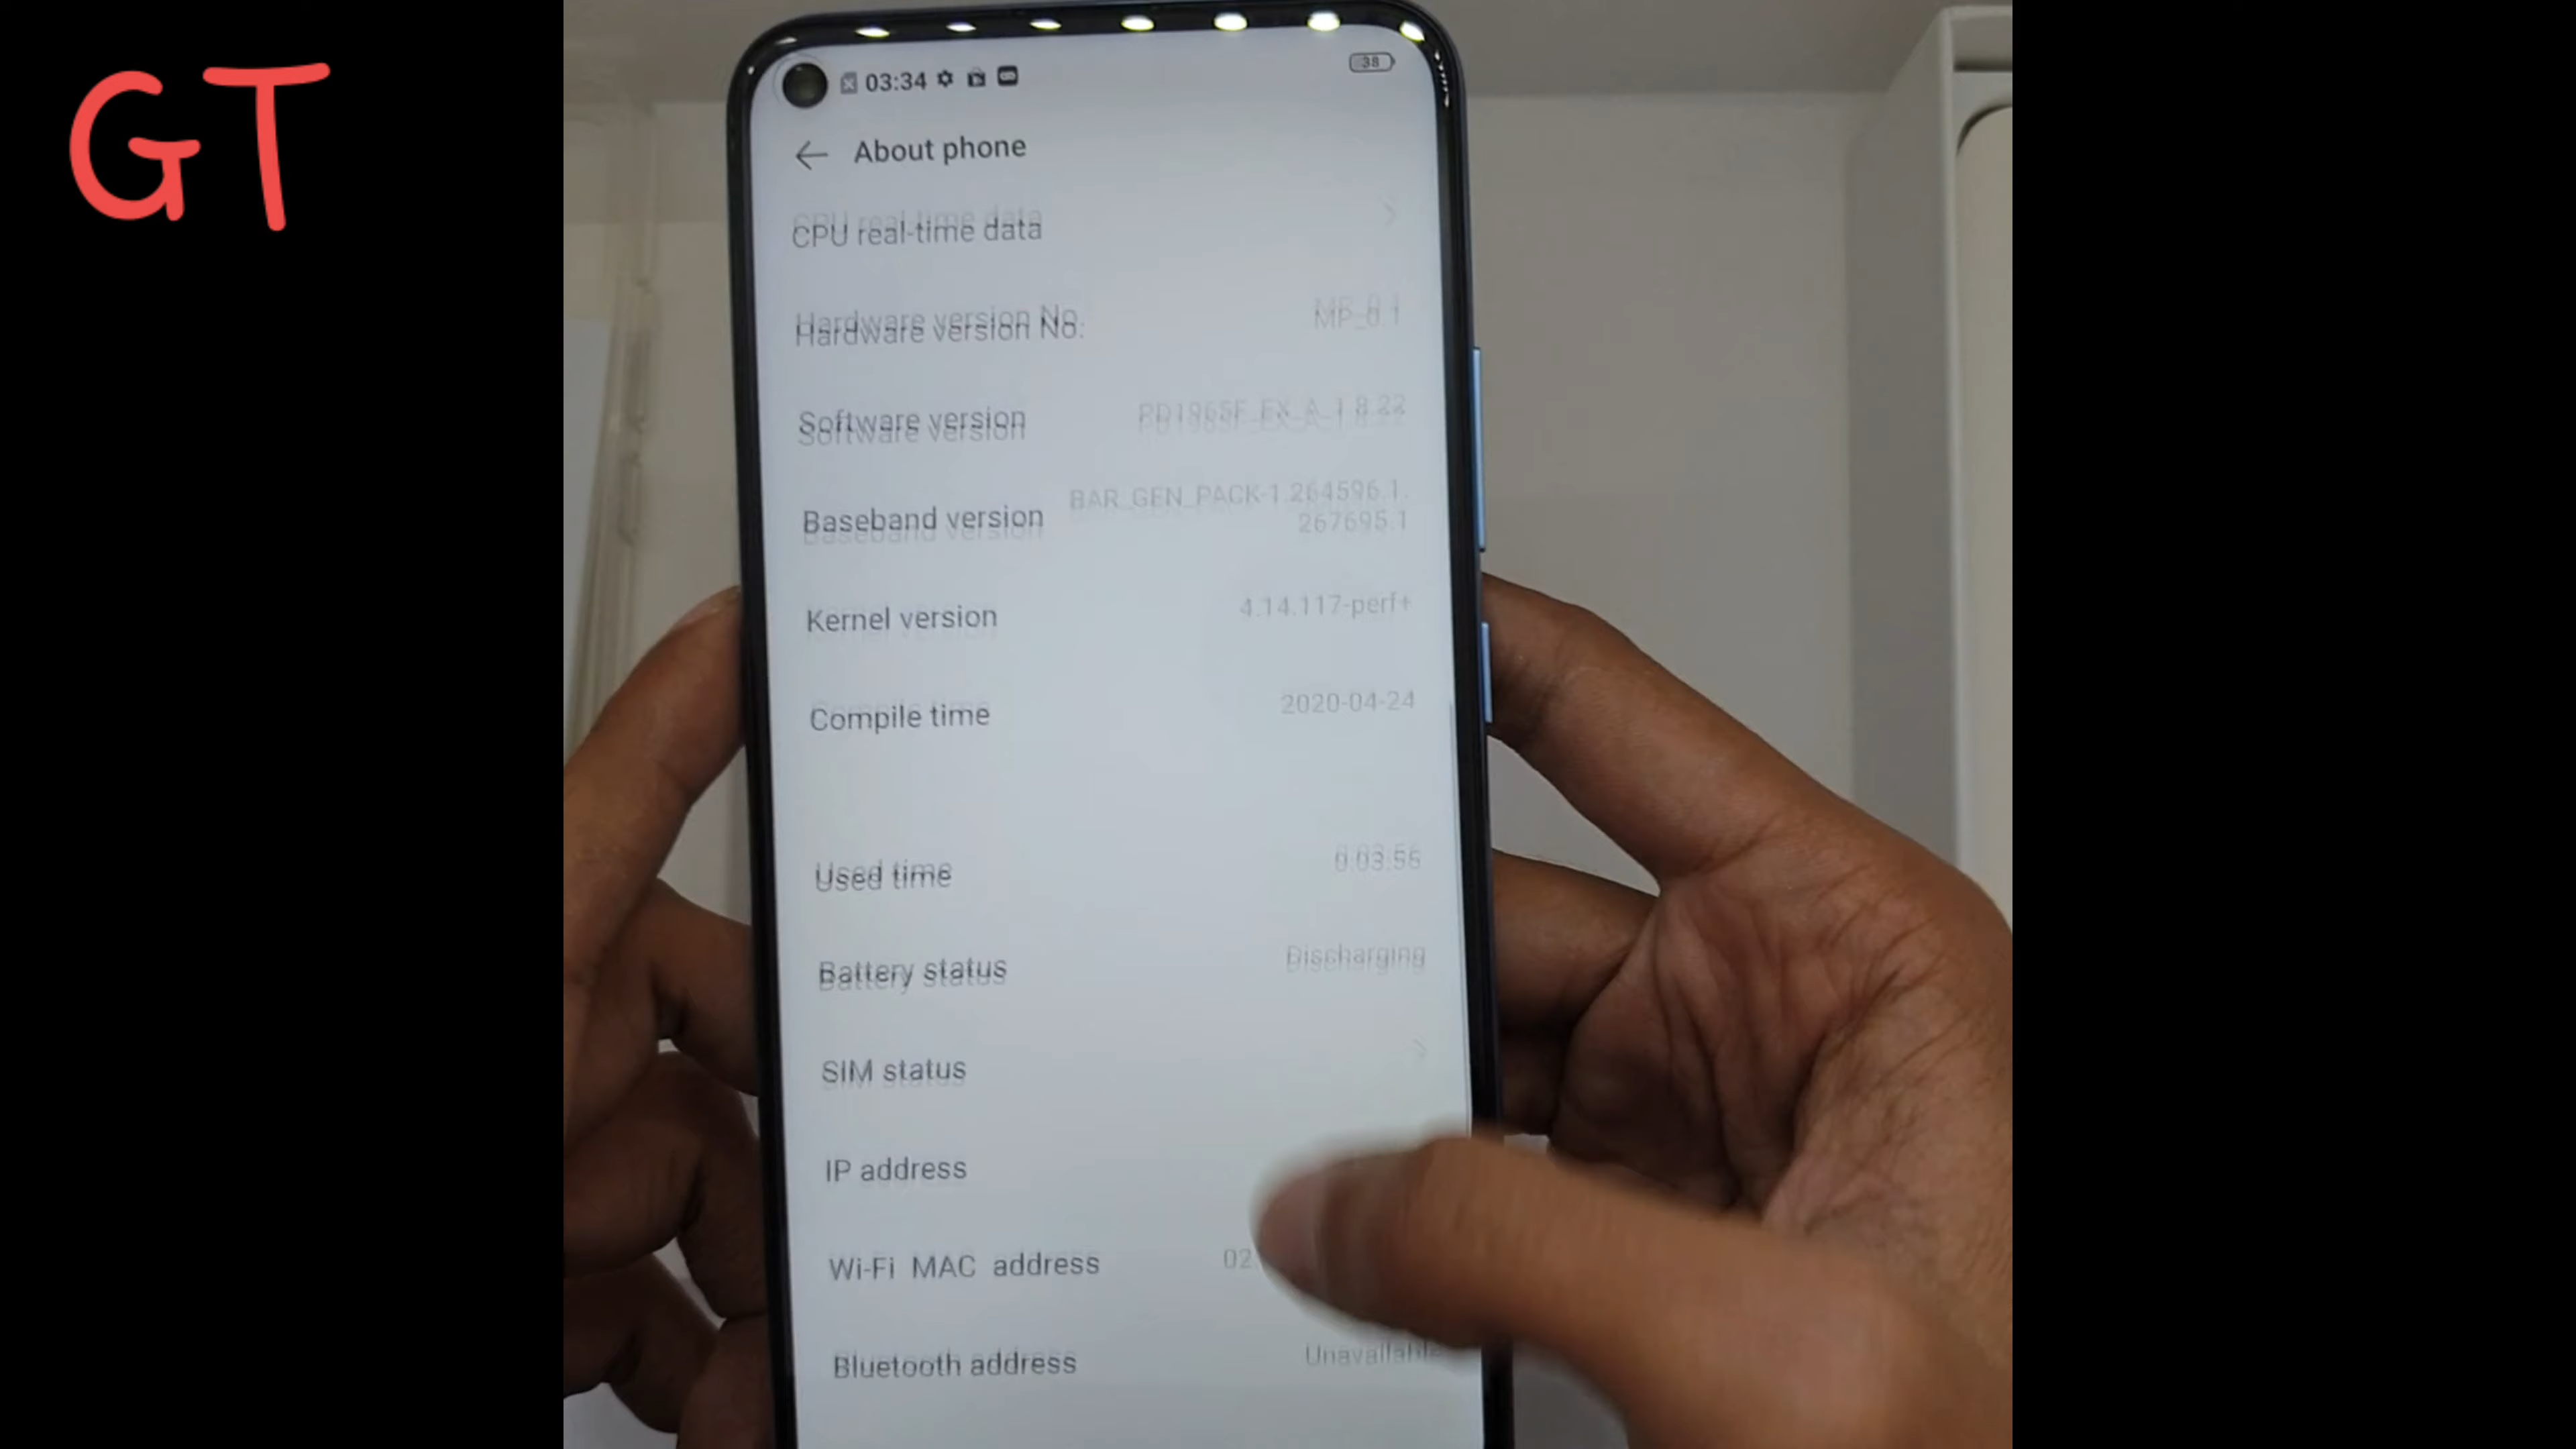 GT
03:34
38
About phone
CPU real-time data
Hardware version No. MP_0.1
Software version PD1965F_EX_A_1.8.22
Baseband version BAR_GEN_PACK-1.264596.1.
267695.1
Kernel version 4.14.117-perf+
Compile time 2020-04-24
Used time 0:03:56
Battery status Discharging
SIM status
IP address
Wi-Fi MAC address 02
Bluetooth address Unavailable